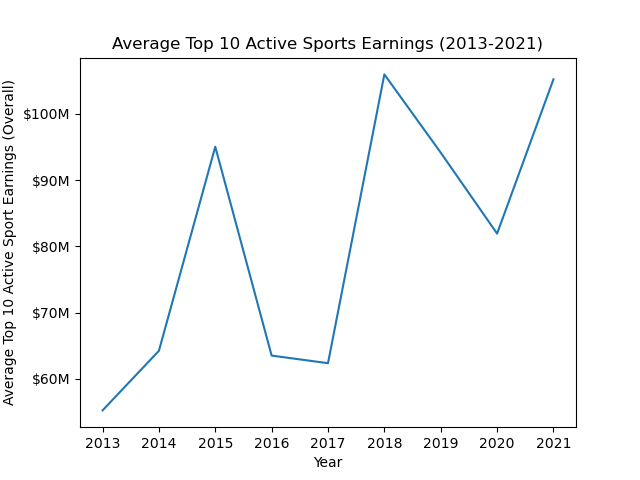 Average Top 10 Active Sports Earnings (2013-2021)
Average Top 10 Active Sport Earnings (Overall)
$100M
$90M
$80M
$70M
$60M
2013 2014 2015 2016 2017 2018 2019 2020 2021
Year